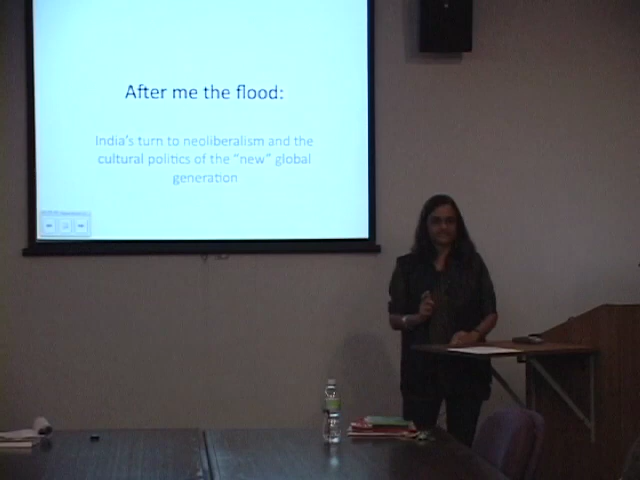 After me the flood:
India's turn to neoliberalism and the
cultural politics of the "new" global
generation